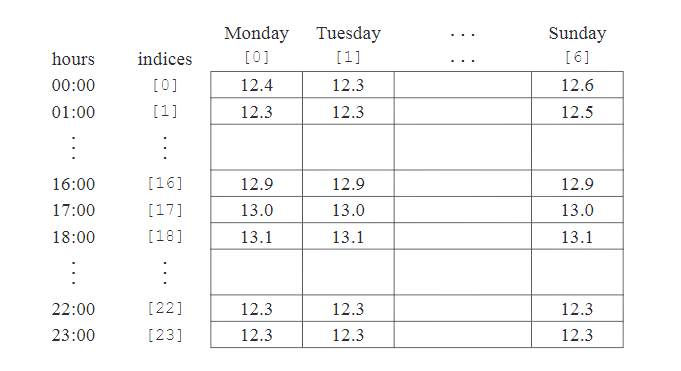 Monday Tuesday ... Sunday
hours indices [0] [1] ... [6]
00:00 [0] 12.4 12.3 12.6
01:00 [1] 12.3 12.3 12.5
⋮ ⋮
16:00 [16] 12.9 12.9 12.9
17:00 [17] 13.0 13.0 13.0
18:00 [18] 13.1 13.1 13.1
⋮ ⋮
22:00 [22] 12.3 12.3 12.3
23:00 [23] 12.3 12.3 12.3